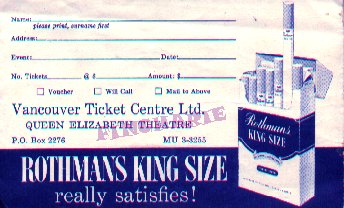 Name:
please print, surname first
Address:
Event: Date:
No. Tickets @ $ Amount: $
Voucher Will Call Mail to Above
Vancouver Ticket Centre Ltd.
QUEEN ELIZABETH THEATRE
FINGHARIE
P.O. Box 2276 MU 3-3255
Rothmans
KING SIZE
ROTHMANS KING SIZE
really satisfies!